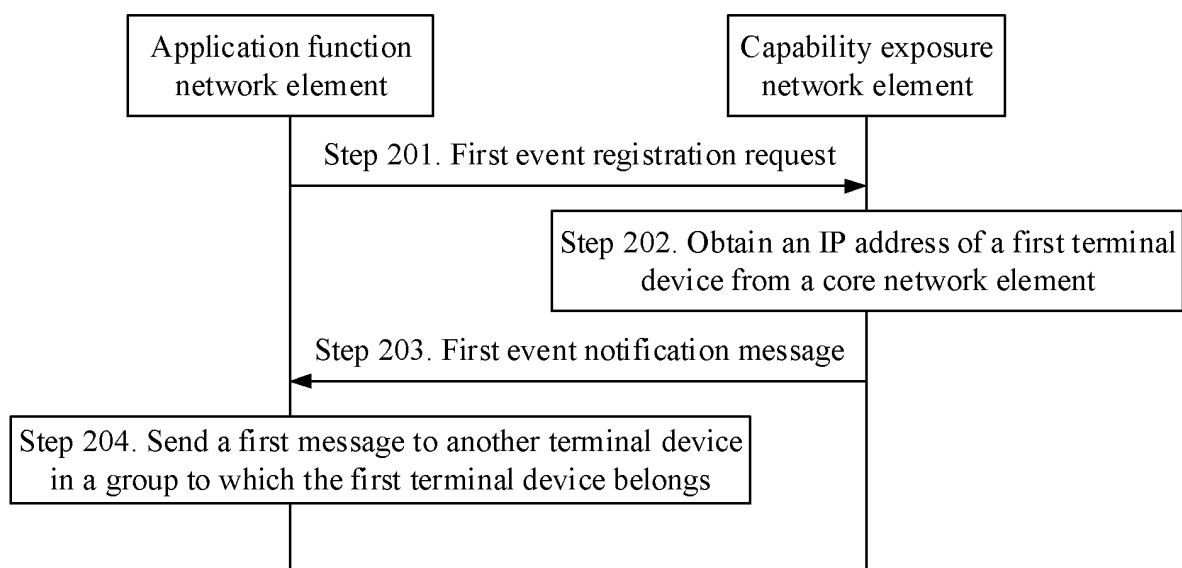 Application function
network element
Capability exposure
network element
Step 201. First event registration request
Step 202. Obtain an IP address of a first terminal
device from a core network element
Step 203. First event notification message
Step 204. Send a first message to another terminal device
in a group to which the first terminal device belongs